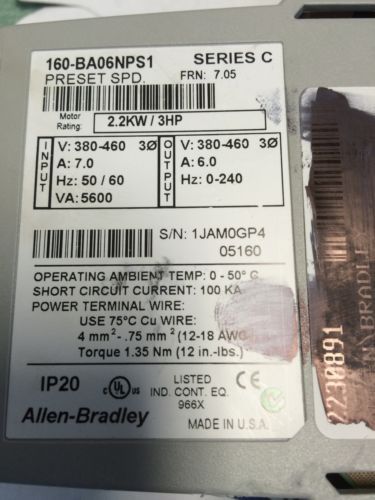 160-BA06NPS1 SERIES C
PRESET SPD. FRN: 7.05
Motor Rating: 2.2KW / 3HP
INPUT
V: 380-460 3Ø
A: 7.0
Hz: 50 / 60
VA: 5600
OUTPUT
V: 380-460 3Ø
A: 6.0
Hz: 0-240
S/N: 1JAM0GP4
05160
OPERATING AMBIENT TEMP: 0 - 50° C
SHORT CIRCUIT CURRENT: 100 KA
POWER TERMINAL WIRE:
USE 75°C Cu WIRE:
4 mm² - .75 mm² (12-18 AWG
Torque 1.35 Nm (12 in.-lbs.)
IP20
C UL US
LISTED
IND. CONT. EQ.
966X
CE
Allen-Bradley
MADE IN U.S.A.
2230891
N BRADLEY